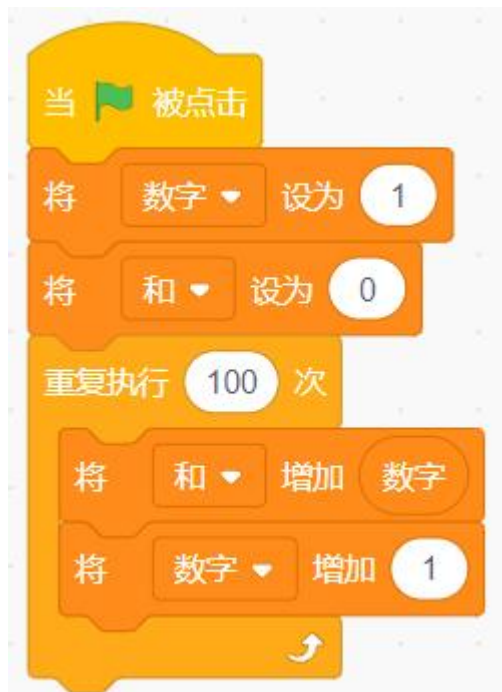 当 被点击
将 数字 设为 1
将 和 设为 0
重复执行 100 次
将 和 增加 数字
将 数字 增加 1